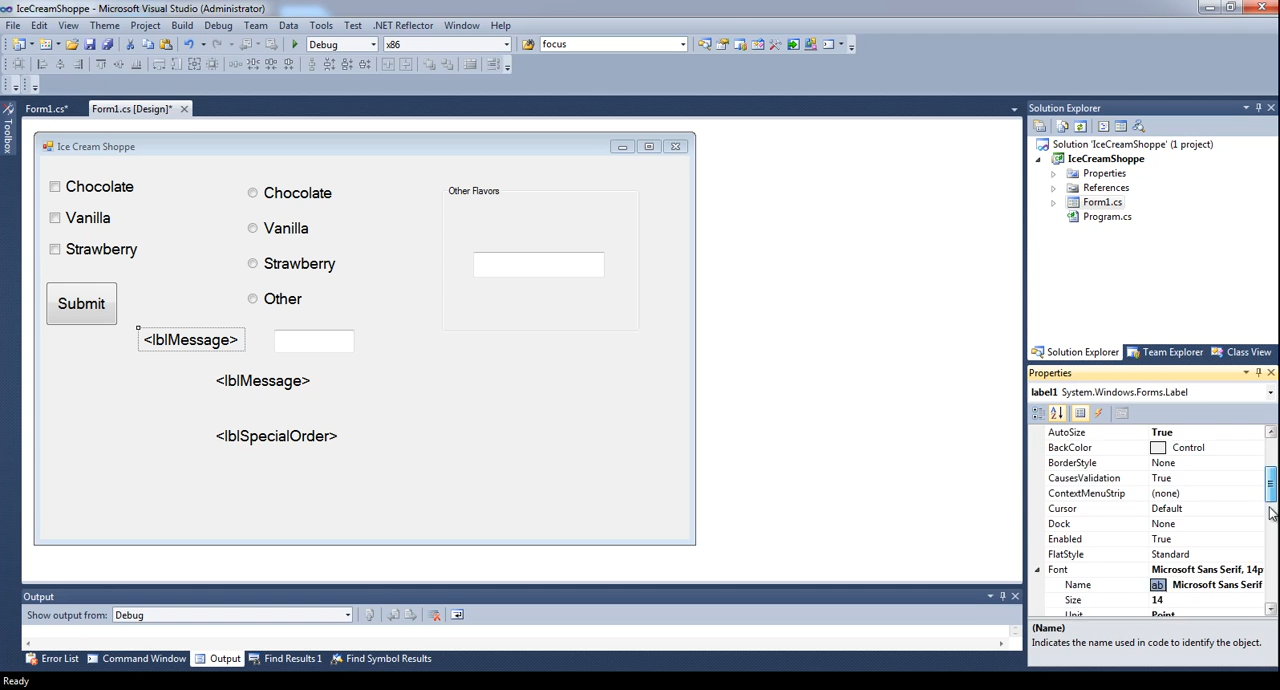 IceCreamShoppe - Microsoft Visual Studio (Administrator)
File Edit View Theme Project Build Debug Team Data Tools Test .NET Reflector Window Help
Debug x86 focus
Form1.cs* Form1.cs [Design]*
Toolbox
Ice Cream Shoppe
Chocolate
Vanilla
Strawberry
Submit
Chocolate
Vanilla
Strawberry
Other
Other Flavors
<lblMessage>
<lblMessage>
<lblSpecialOrder>
Solution Explorer
Solution 'IceCreamShoppe' (1 project)
IceCreamShoppe
Properties
References
Form1.cs
Program.cs
Solution Explorer Team Explorer Class View
Properties
label1 System.Windows.Forms.Label
AutoSize True
BackColor Control
BorderStyle None
CausesValidation True
ContextMenuStrip (none)
Cursor Default
Dock None
Enabled True
FlatStyle Standard
Font Microsoft Sans Serif, 14p
Name ab Microsoft Sans Serif
Size 14
Unit Point
(Name)
Indicates the name used in code to identify the object.
Output
Show output from: Debug
Error List Command Window Output Find Results 1 Find Symbol Results
Ready